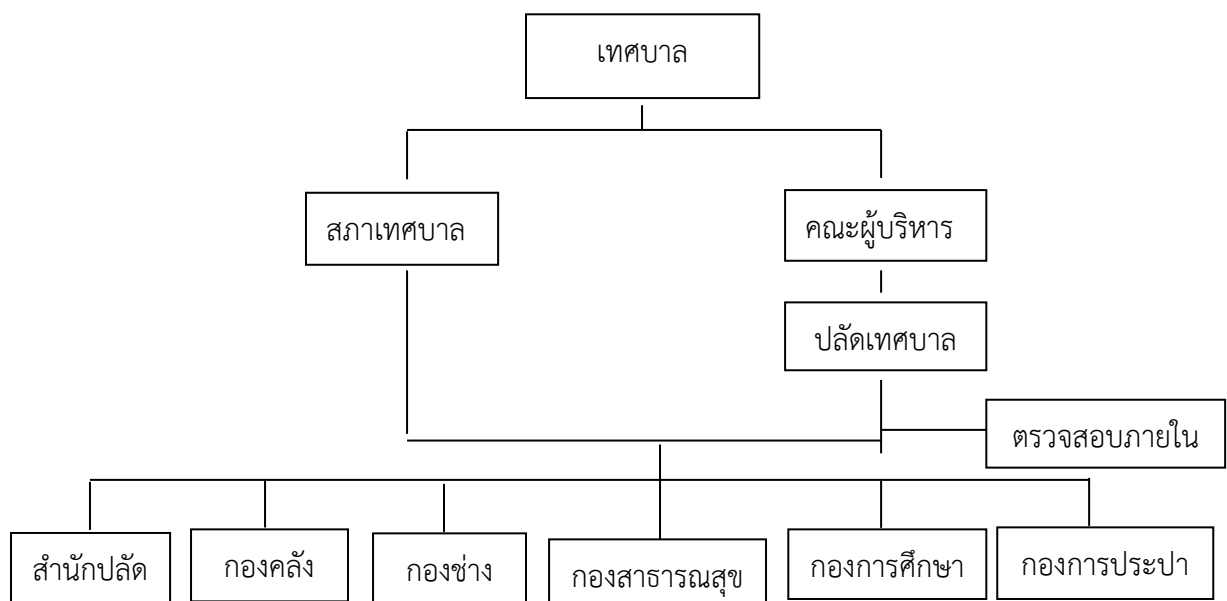 เทศบาล
สภาเทศบาล
คณะผู้บริหาร
ปลัดเทศบาล
ตรวจสอบภายใน
สำนักปลัด
กองคลัง
กองช่าง
กองสาธารณสุข
กองการศึกษา
กองการประปา